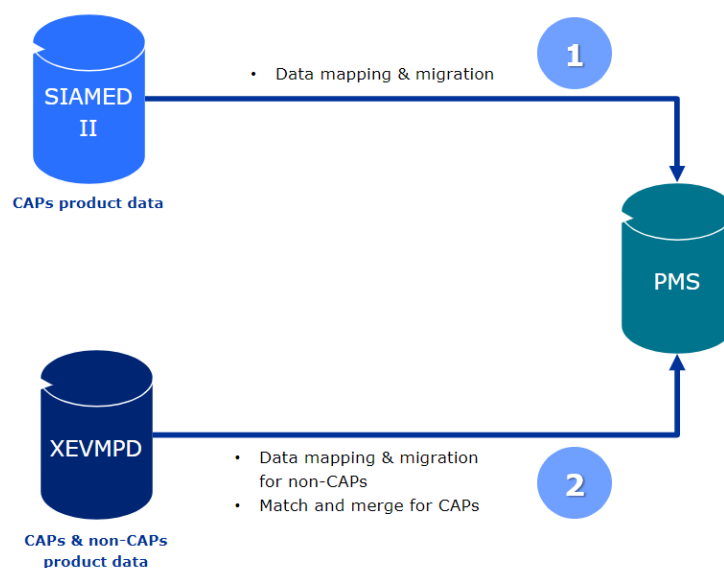 SIAMED
II
CAPs product data
• Data mapping & migration
1
PMS
XEVMPD
CAPs & non-CAPs
product data
• Data mapping & migration
for non-CAPs
• Match and merge for CAPs
2